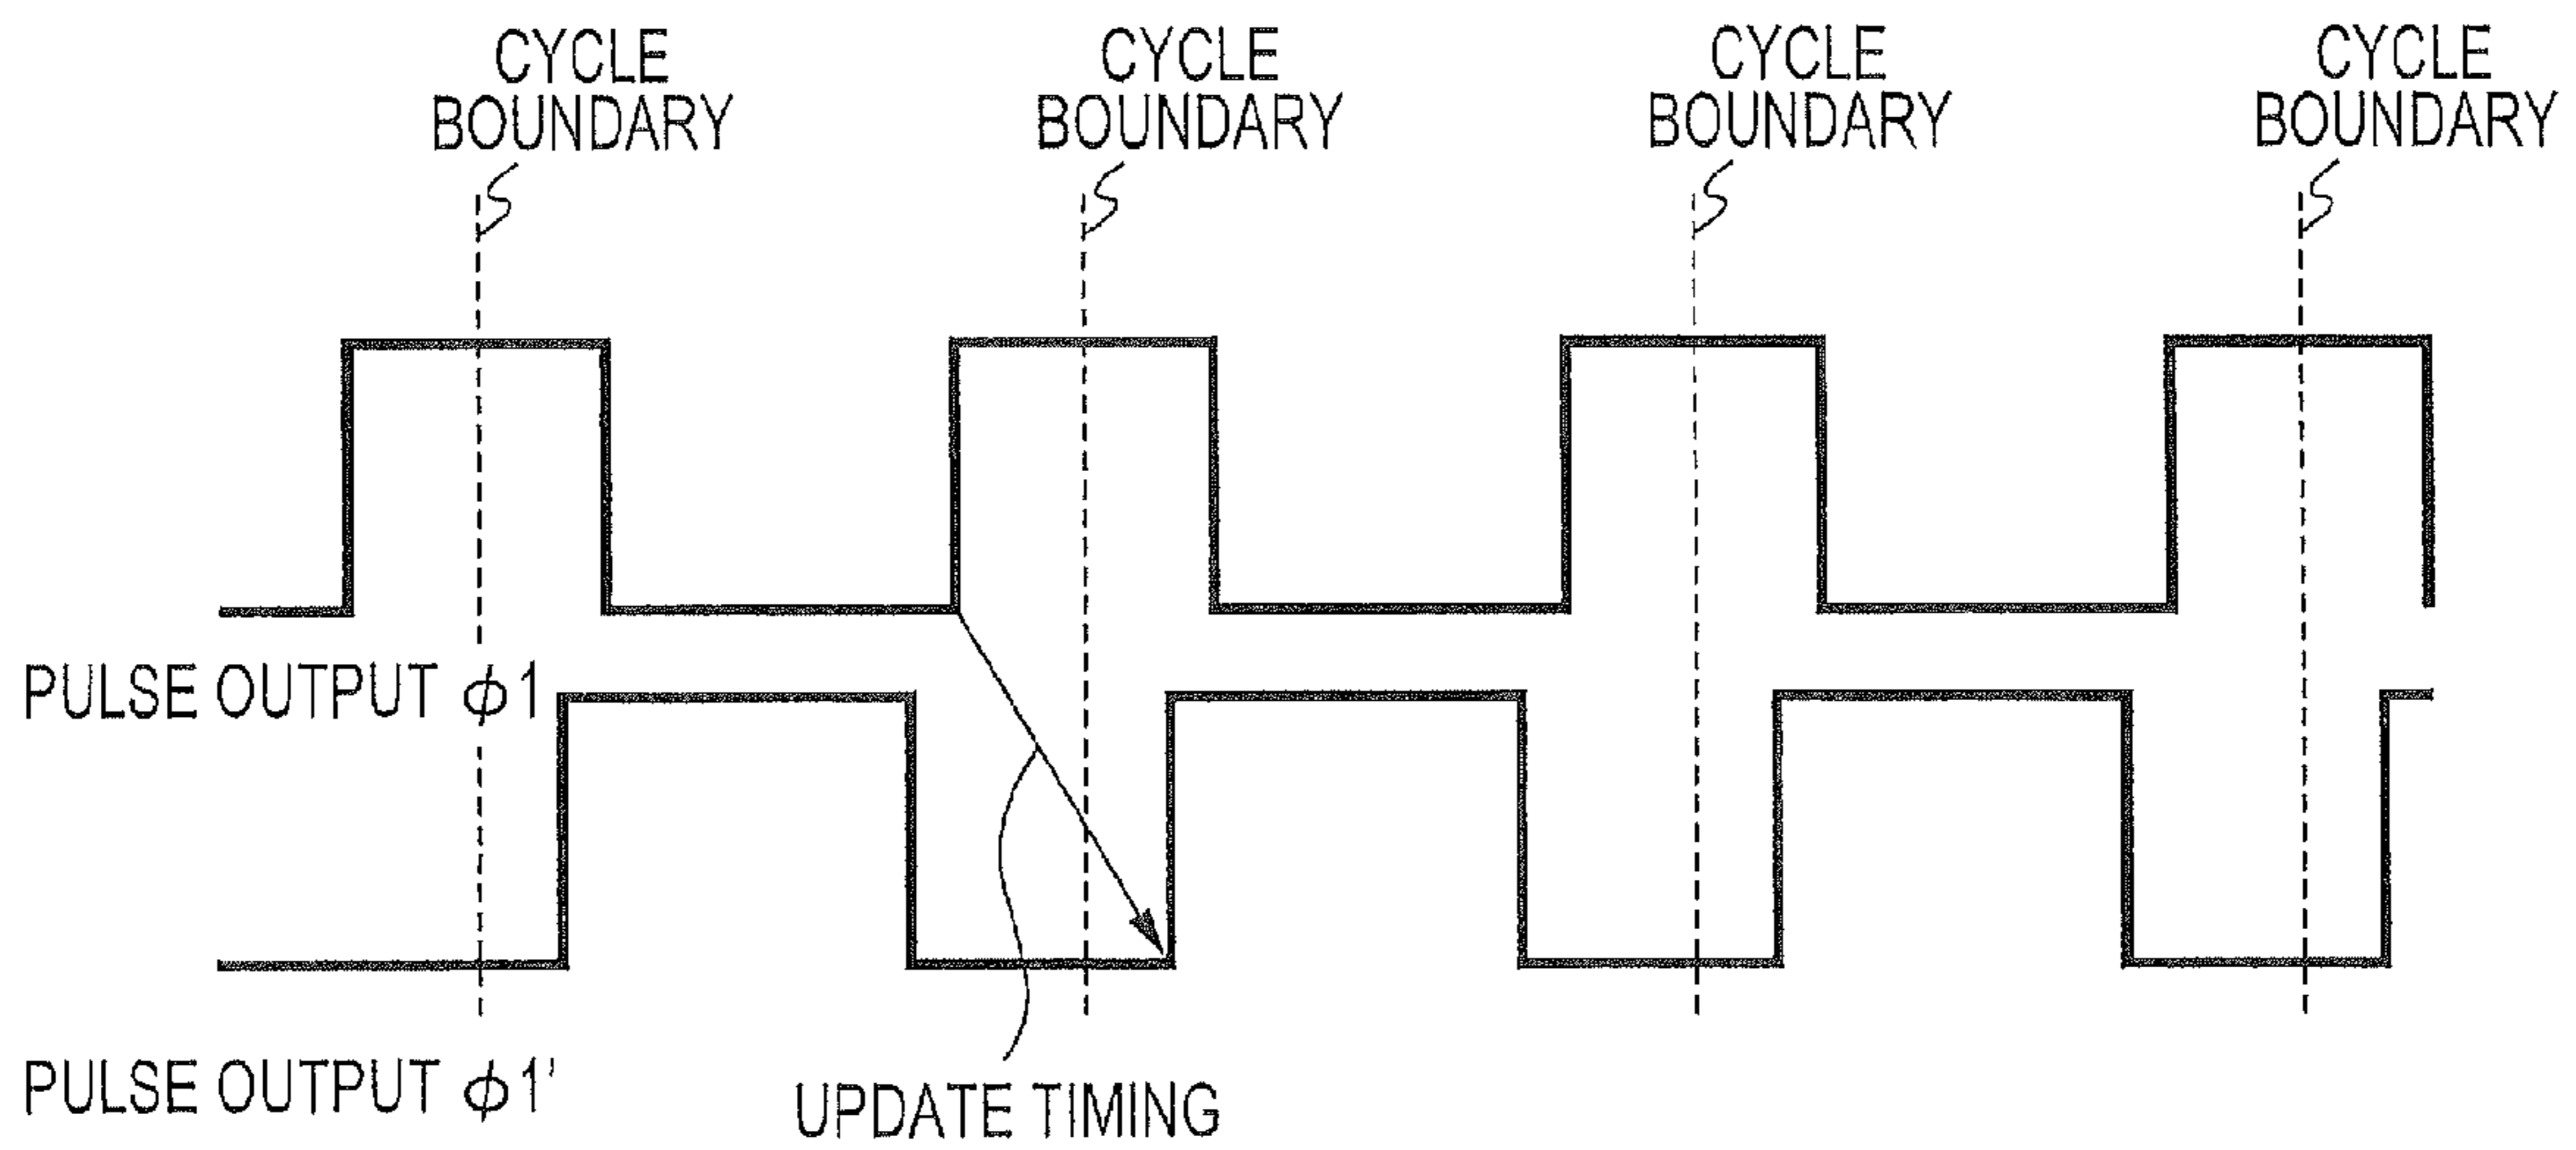 CYCLE
BOUNDARY
CYCLE
BOUNDARY
CYCLE
BOUNDARY
CYCLE
BOUNDARY
PULSE OUTPUT ϕ1
PULSE OUTPUT ϕ1'
UPDATE TIMING